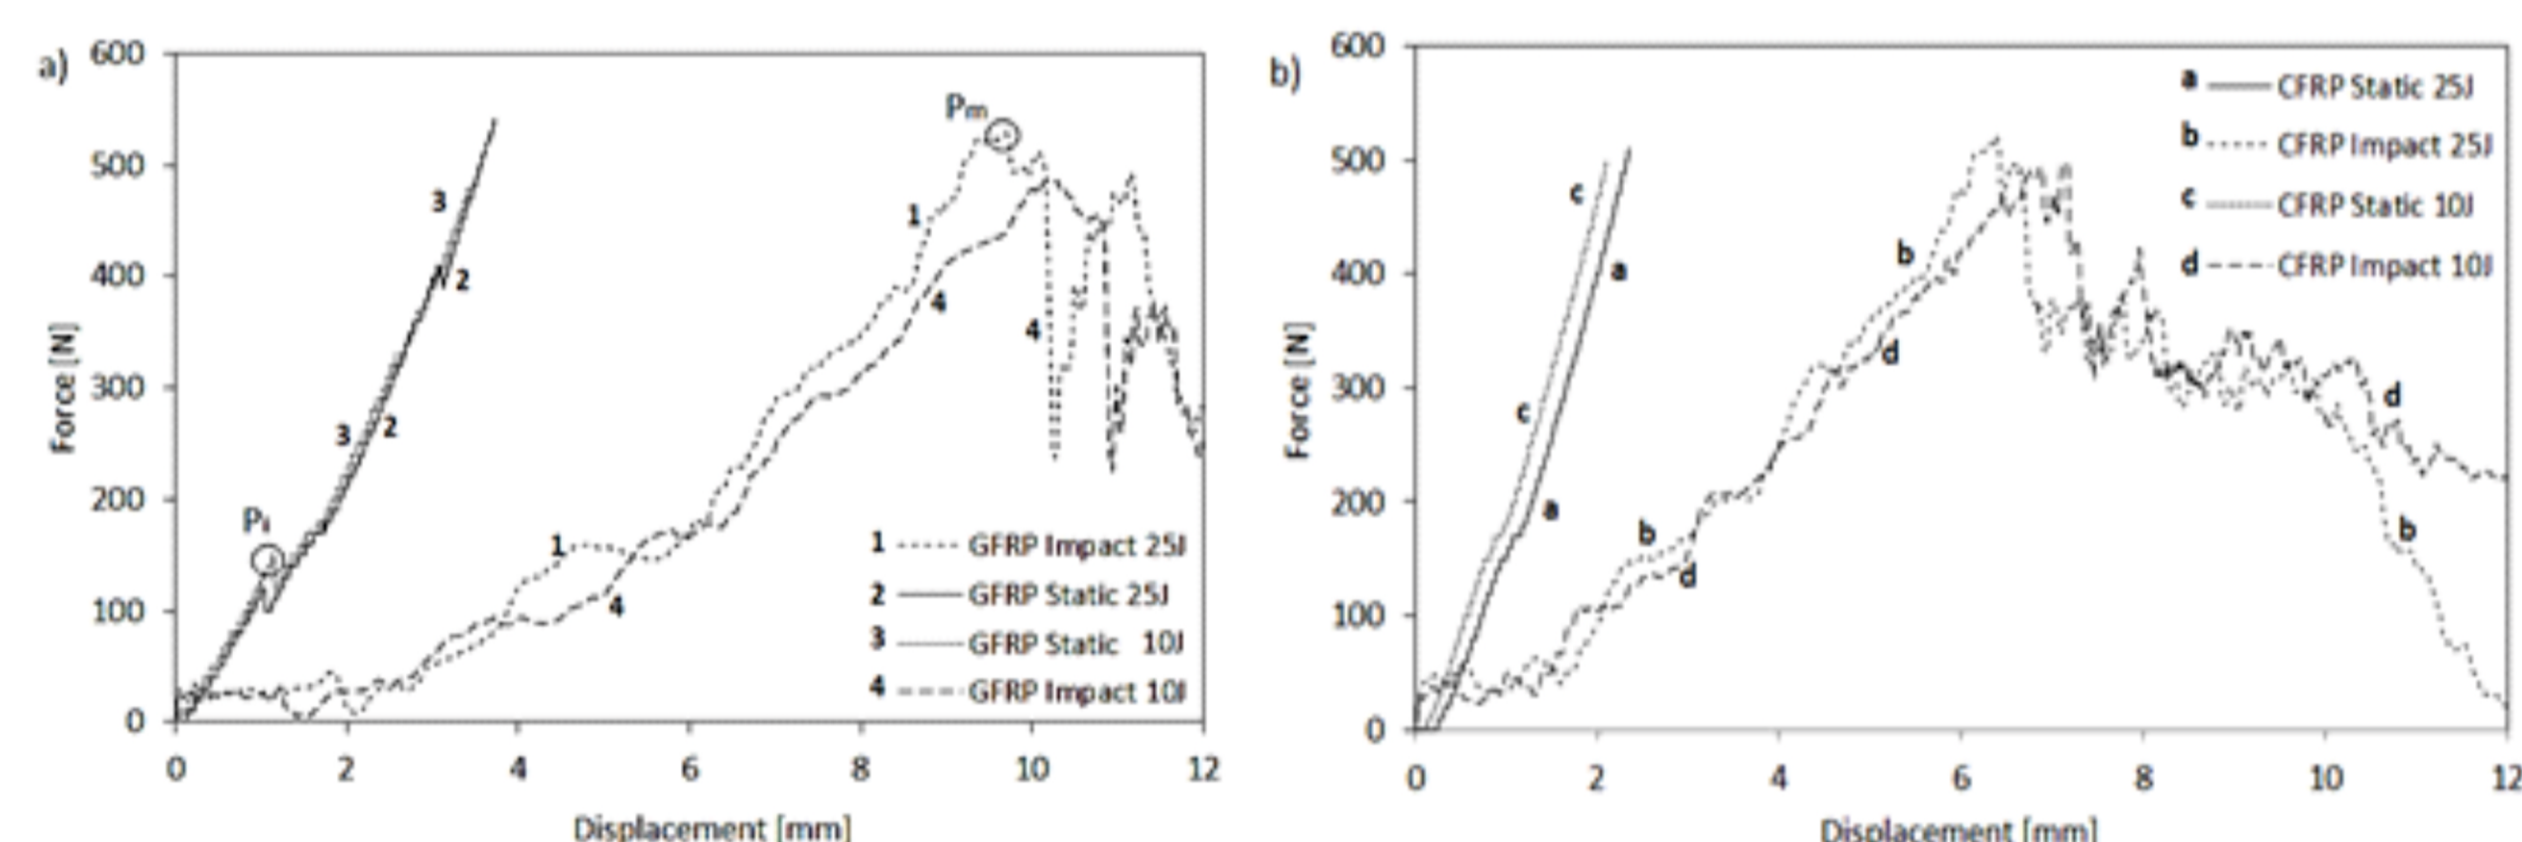 a)
600
500
400
300
200
100
0
Force [N]
0 2 4 6 8 10 12
Displacement [mm]
Pi
Pm
3
2
3
2
1
4
4
1
4
1 GFRP Impact 25J
2 GFRP Static 25J
3 GFRP Static 10J
4 GFRP Impact 10J
b)
600
500
400
300
200
100
0
Force [N]
0 2 4 6 8 10 12
Displacement [mm]
c
a
c
a
b
d
b
d
d
b
a CFRP Static 25J
b CFRP Impact 25J
c CFRP Static 10J
d CFRP Impact 10J